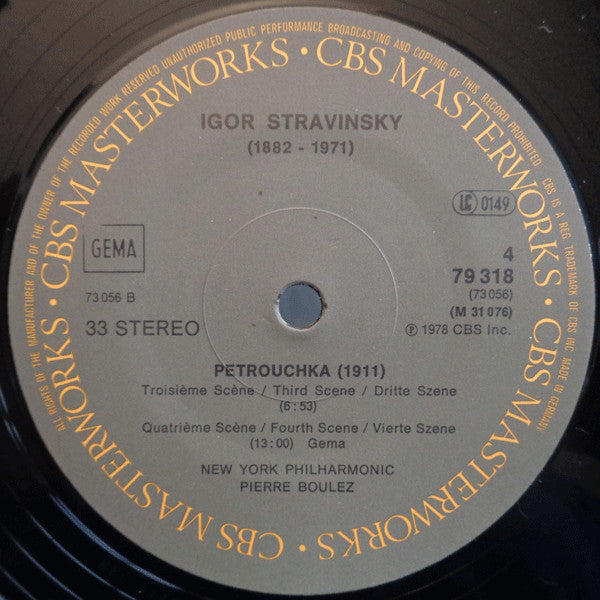 ALL RIGHTS OF THE MANUFACTURER AND OF THE OWNER OF THE RECORDED WORK RESERVED UNAUTHORIZED PUBLIC PERFORMANCE BROADCASTING AND COPYING OF THIS RECORD PROHIBITED
CBS IS A REG. TRADEMARK OF CBS INC. MADE IN GERMANY
CBS MASTERWORKS · CBS MASTERWORKS · CBS MASTERWORKS · CBS MASTERWORKS ·
IGOR STRAVINSKY
(1882 - 1971)
LC 0149
GEMA
4
79 318
73 056 B
(73 056)
(M 31 076)
33 STEREO
Ⓟ 1978 CBS Inc.
PETROUCHKA (1911)
Troisième Scène / Third Scene / Dritte Szene
(6:53)
Quatrième Scène / Fourth Scene / Vierte Szene
(13:00) Gema
NEW YORK PHILHARMONIC
PIERRE BOULEZ